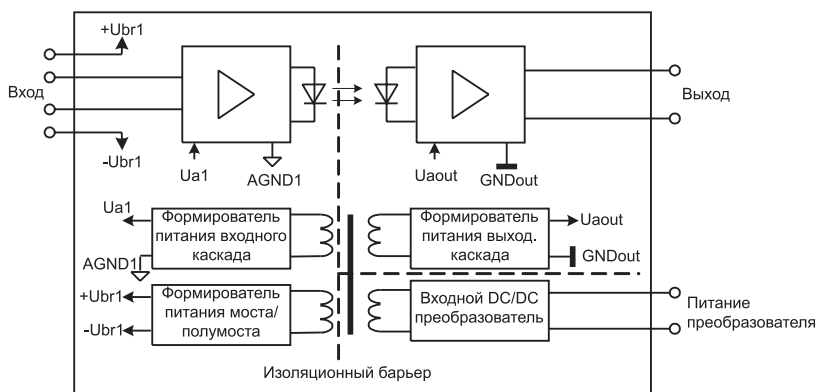 +Ubr1
Вход
-Ubr1
Ua1
AGND1
Uaout
GNDout
Выход
Ua1
AGND1
Формирователь
питания входного
каскада
Формирователь
питания выход.
каскада
Uaout
GNDout
+Ubr1
-Ubr1
Формирователь
питания моста/
полумоста
Входной DC/DC
преобразователь
Питание
преобразователя
Изоляционный барьер